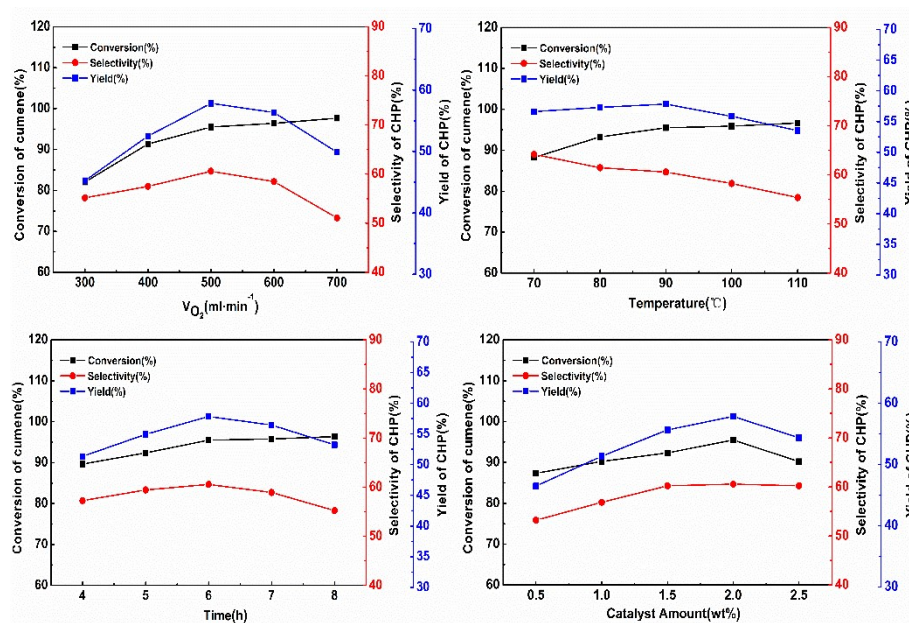 120
110
100
90
80
70
60
Conversion of cumene(%)
Conversion(%)
Selectivity(%)
Yield(%)
300 400 500 600 700
V_O2(ml·min⁻¹)
90
80
70
60
50
40
Selectivity of CHP(%)
70
60
50
40
30
Yield of CHP(%)
120
110
100
90
80
70
60
Conversion of cumene(%)
Conversion(%)
Selectivity(%)
Yield(%)
70 80 90 100 110
Temperature(℃)
90
80
70
60
50
40
Selectivity of CHP(%)
70
65
60
55
50
45
40
35
30
Yield of CHP(%)
120
110
100
90
80
70
60
Conversion of cumene(%)
Conversion(%)
Selectivity(%)
Yield(%)
4 5 6 7 8
Time(h)
90
80
70
60
50
40
Selectivity of CHP(%)
70
65
60
55
50
45
40
35
30
Yield of CHP(%)
120
110
100
90
80
70
60
Conversion of cumene(%)
Conversion(%)
Selectivity(%)
Yield(%)
0.5 1.0 1.5 2.0 2.5
Catalyst Amount(wt%)
90
80
70
60
50
40
Selectivity of CHP(%)
70
60
50
40
30
Yield of CHP(%)